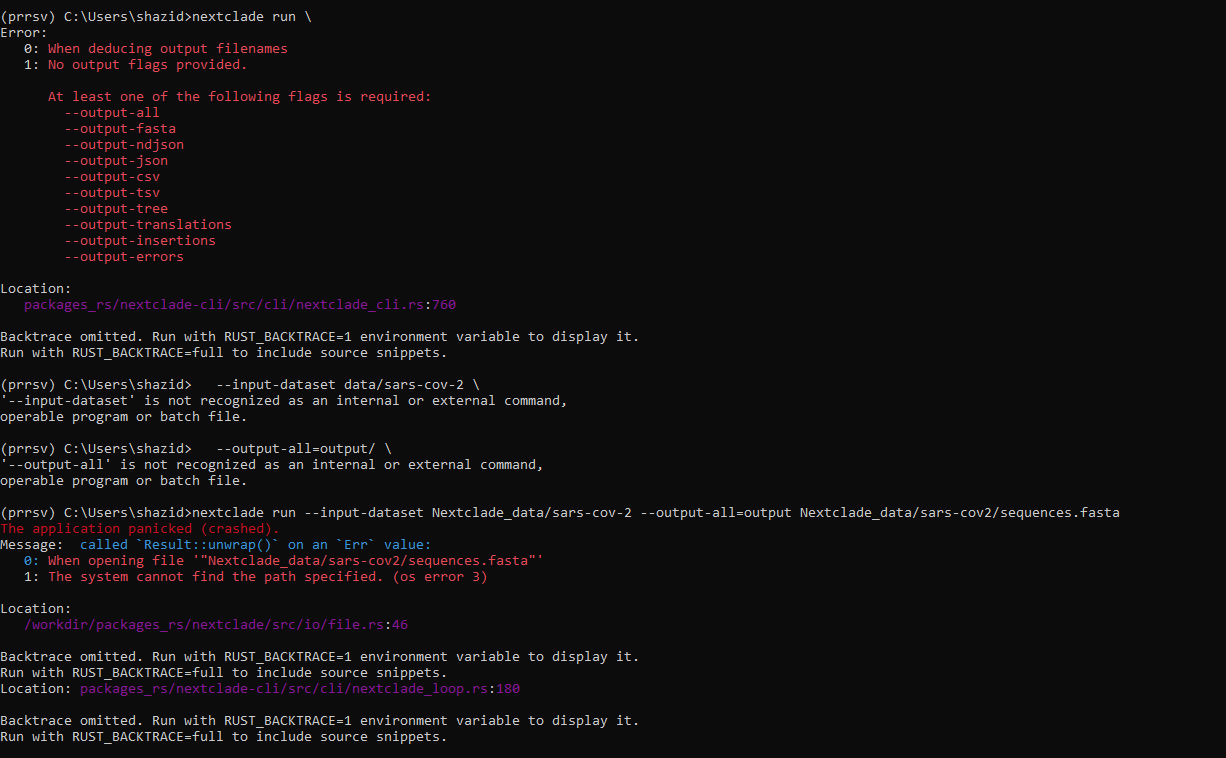 (prrsv) C:\Users\shazid>nextclade run \
Error:
   0: When deducing output filenames
   1: No output flags provided.

      At least one of the following flags is required:
        --output-all
        --output-fasta
        --output-ndjson
        --output-json
        --output-csv
        --output-tsv
        --output-tree
        --output-translations
        --output-insertions
        --output-errors

Location:
   packages_rs/nextclade-cli/src/cli/nextclade_cli.rs:760

Backtrace omitted. Run with RUST_BACKTRACE=1 environment variable to display it.
Run with RUST_BACKTRACE=full to include source snippets.

(prrsv) C:\Users\shazid>   --input-dataset data/sars-cov-2 \
'--input-dataset' is not recognized as an internal or external command,
operable program or batch file.

(prrsv) C:\Users\shazid>   --output-all=output/ \
'--output-all' is not recognized as an internal or external command,
operable program or batch file.

(prrsv) C:\Users\shazid>nextclade run --input-dataset Nextclade_data/sars-cov-2 --output-all=output Nextclade_data/sars-cov2/sequences.fasta
The application panicked (crashed).
Message:  called `Result::unwrap()` on an `Err` value:
   0: When opening file '"Nextclade_data/sars-cov2/sequences.fasta"'
   1: The system cannot find the path specified. (os error 3)

Location:
   /workdir/packages_rs/nextclade/src/io/file.rs:46

Backtrace omitted. Run with RUST_BACKTRACE=1 environment variable to display it.
Run with RUST_BACKTRACE=full to include source snippets.
Location: packages_rs/nextclade-cli/src/cli/nextclade_loop.rs:180

Backtrace omitted. Run with RUST_BACKTRACE=1 environment variable to display it.
Run with RUST_BACKTRACE=full to include source snippets.